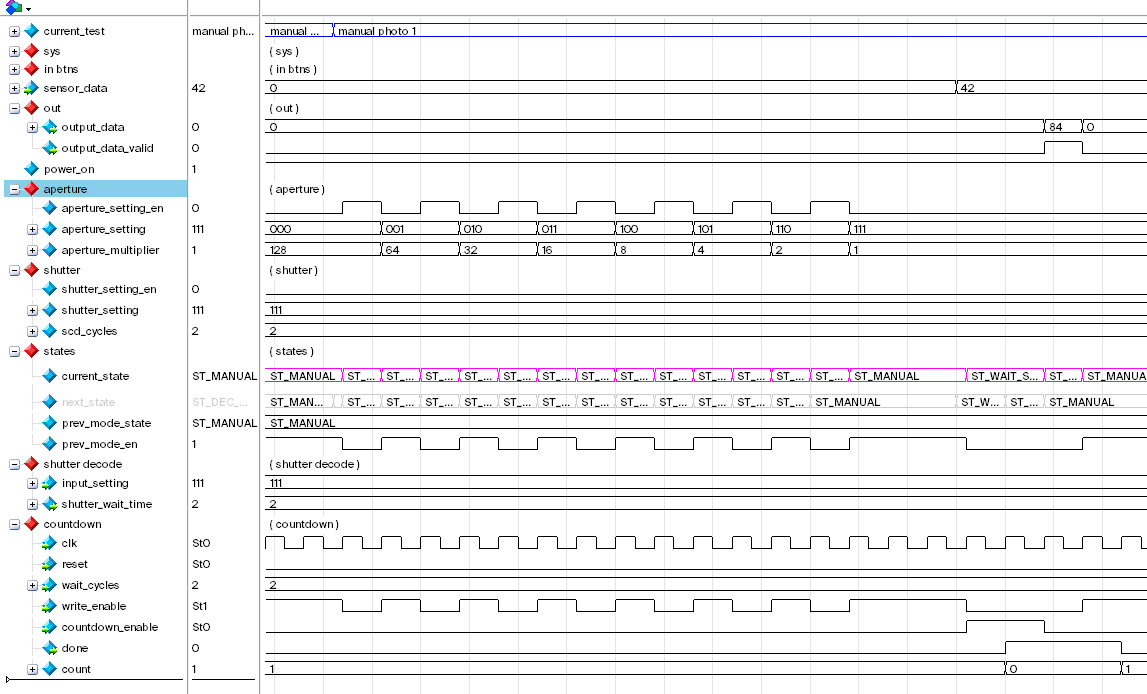 current_test manual ph... manual ... manual photo 1
sys ( sys )
in btns ( in btns )
sensor_data 42 0 42
out ( out )
output_data 0 0 84 0
output_data_valid 0
power_on 1
aperture ( aperture )
aperture_setting_en 0
aperture_setting 111 000 001 010 011 100 101 110 111
aperture_multiplier 1 128 64 32 16 8 4 2 1
shutter ( shutter )
shutter_setting_en 0
shutter_setting 111 111
scd_cycles 2 2
states ( states )
current_state ST_MANUAL ST_MANUAL ST_... ST_... ST_... ST_... ST_... ST_... ST_... ST_... ST_... ST_... ST_... ST_... ST_... ST_MANUAL ST_WAIT_S... ST_... ST_MANUA
next_state ST_DEC_... ST_MAN... ST_... ST_... ST_... ST_... ST_... ST_... ST_... ST_... ST_... ST_... ST_... ST_... ST_MANUAL ST_W... ST_... ST_MANUAL
prev_mode_state ST_MANUAL ST_MANUAL
prev_mode_en 1
shutter decode ( shutter decode )
input_setting 111 111
shutter_wait_time 2 2
countdown ( countdown )
clk St0
reset St0
wait_cycles 2 2
write_enable St1
countdown_enable St0
done 0
count 1 1 0 1